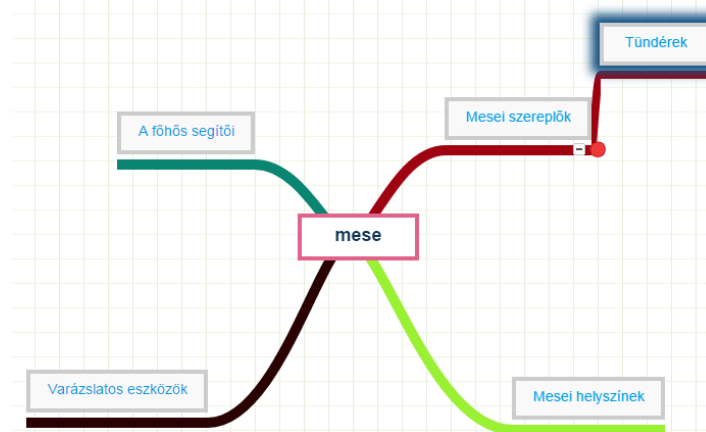 Tündérek
Mesei szereplők
A főhős segítői
mese
Varázslatos eszközök
Mesei helyszínek